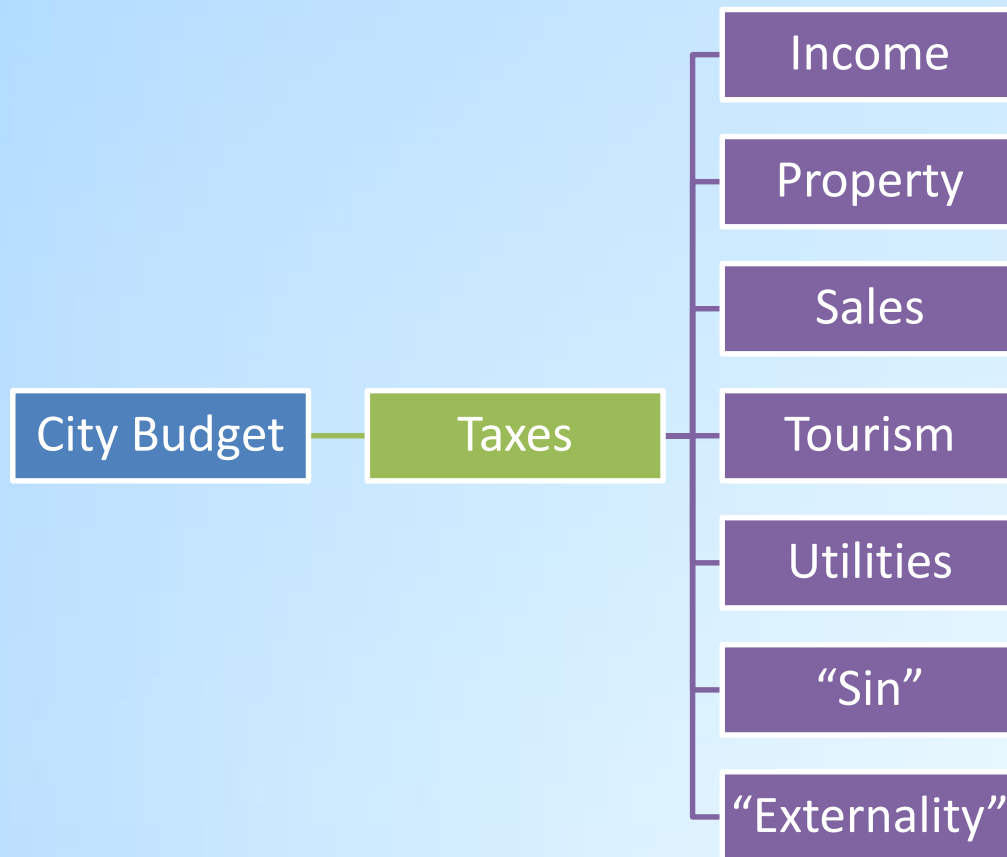 Income
Property
Sales
City Budget
Taxes
Tourism
Utilities
“Sin”
“Externality”